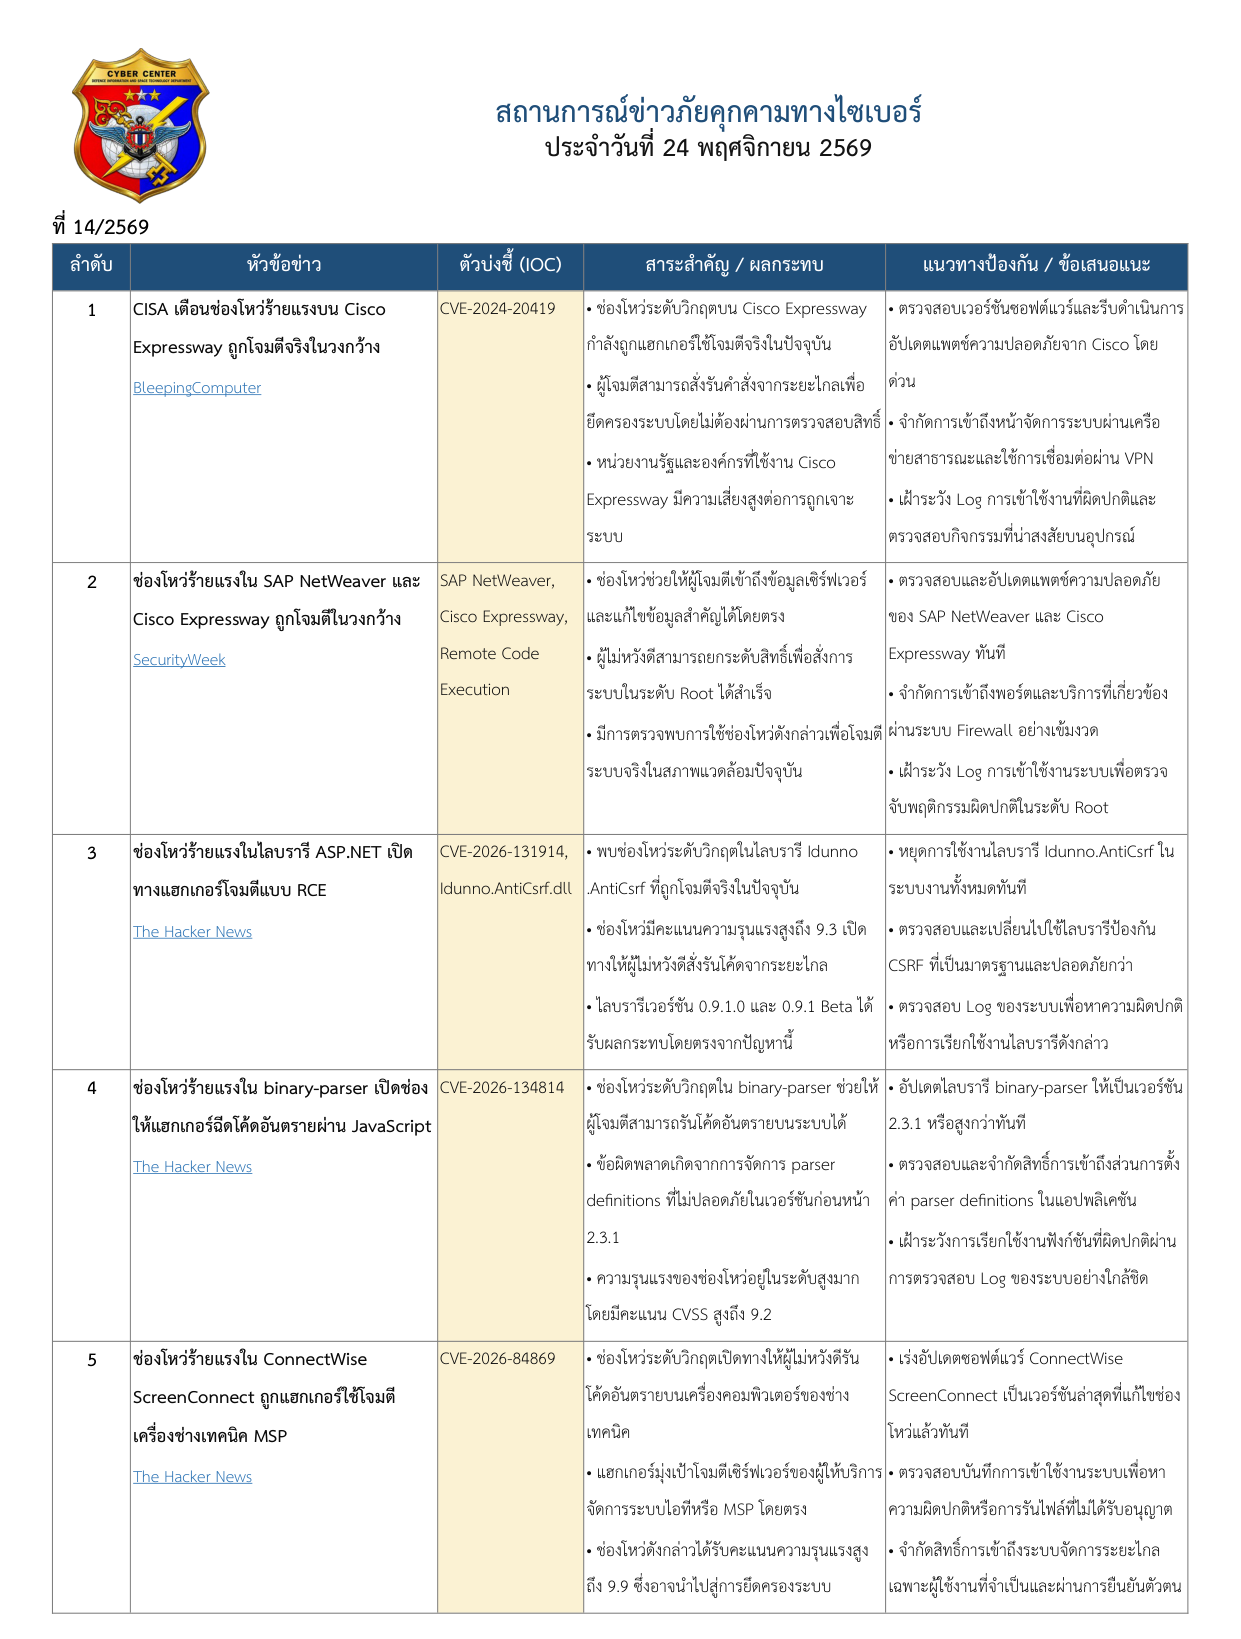 CYBER CENTER
DEFENCE INFORMATION AND SPACE TECHNOLOGY DEPARTMENT
สถานการณ์ข่าวภัยคุกคามทางไซเบอร์
ประจำวันที่ 24 พฤศจิกายน 2569
ที่ 14/2569
ลำดับ
หัวข้อข่าว
ตัวบ่งชี้ (IOC)
สาระสำคัญ / ผลกระทบ
แนวทางป้องกัน / ข้อเสนอแนะ
1
CISA เตือนช่องโหว่ร้ายแรงบน Cisco
Expressway ถูกโจมตีจริงในวงกว้าง
BleepingComputer
CVE-2024-20419
• ช่องโหว่ระดับวิกฤตบน Cisco Expressway
กำลังถูกแฮกเกอร์ใช้โจมตีจริงในปัจจุบัน
• ผู้โจมตีสามารถสั่งรันคำสั่งจากระยะไกลเพื่อ
ยึดครองระบบโดยไม่ต้องผ่านการตรวจสอบสิทธิ์
• หน่วยงานรัฐและองค์กรที่ใช้งาน Cisco
Expressway มีความเสี่ยงสูงต่อการถูกเจาะ
ระบบ
• ตรวจสอบเวอร์ชันซอฟต์แวร์และรีบดำเนินการ
อัปเดตแพตช์ความปลอดภัยจาก Cisco โดย
ด่วน
• จำกัดการเข้าถึงหน้าจัดการระบบผ่านเครือ
ข่ายสาธารณะและใช้การเชื่อมต่อผ่าน VPN
• เฝ้าระวัง Log การเข้าใช้งานที่ผิดปกติและ
ตรวจสอบกิจกรรมที่น่าสงสัยบนอุปกรณ์
2
ช่องโหว่ร้ายแรงใน SAP NetWeaver และ
Cisco Expressway ถูกโจมตีในวงกว้าง
SecurityWeek
SAP NetWeaver,
Cisco Expressway,
Remote Code
Execution
• ช่องโหว่ช่วยให้ผู้โจมตีเข้าถึงข้อมูลเซิร์ฟเวอร์
และแก้ไขข้อมูลสำคัญได้โดยตรง
• ผู้ไม่หวังดีสามารถยกระดับสิทธิ์เพื่อสั่งการ
ระบบในระดับ Root ได้สำเร็จ
• มีการตรวจพบการใช้ช่องโหว่ดังกล่าวเพื่อโจมตี
ระบบจริงในสภาพแวดล้อมปัจจุบัน
• ตรวจสอบและอัปเดตแพตช์ความปลอดภัย
ของ SAP NetWeaver และ Cisco
Expressway ทันที
• จำกัดการเข้าถึงพอร์ตและบริการที่เกี่ยวข้อง
ผ่านระบบ Firewall อย่างเข้มงวด
• เฝ้าระวัง Log การเข้าใช้งานระบบเพื่อตรวจ
จับพฤติกรรมผิดปกติในระดับ Root
3
ช่องโหว่ร้ายแรงในไลบรารี ASP.NET เปิด
ทางแฮกเกอร์โจมตีแบบ RCE
The Hacker News
CVE-2026-131914,
Idunno.AntiCsrf.dll
• พบช่องโหว่ระดับวิกฤตในไลบรารี Idunno
.AntiCsrf ที่ถูกโจมตีจริงในปัจจุบัน
• ช่องโหว่มีคะแนนความรุนแรงสูงถึง 9.3 เปิด
ทางให้ผู้ไม่หวังดีสั่งรันโค้ดจากระยะไกล
• ไลบรารีเวอร์ชัน 0.9.1.0 และ 0.9.1 Beta ได้
รับผลกระทบโดยตรงจากปัญหานี้
• หยุดการใช้งานไลบรารี Idunno.AntiCsrf ใน
ระบบงานทั้งหมดทันที
• ตรวจสอบและเปลี่ยนไปใช้ไลบรารีป้องกัน
CSRF ที่เป็นมาตรฐานและปลอดภัยกว่า
• ตรวจสอบ Log ของระบบเพื่อหาความผิดปกติ
หรือการเรียกใช้งานไลบรารีดังกล่าว
4
ช่องโหว่ร้ายแรงใน binary-parser เปิดช่อง
ให้แฮกเกอร์ฉีดโค้ดอันตรายผ่าน JavaScript
The Hacker News
CVE-2026-134814
• ช่องโหว่ระดับวิกฤตใน binary-parser ช่วยให้
ผู้โจมตีสามารถรันโค้ดอันตรายบนระบบได้
• ข้อผิดพลาดเกิดจากการจัดการ parser
definitions ที่ไม่ปลอดภัยในเวอร์ชันก่อนหน้า
2.3.1
• ความรุนแรงของช่องโหว่อยู่ในระดับสูงมาก
โดยมีคะแนน CVSS สูงถึง 9.2
• อัปเดตไลบรารี binary-parser ให้เป็นเวอร์ชัน
2.3.1 หรือสูงกว่าทันที
• ตรวจสอบและจำกัดสิทธิ์การเข้าถึงส่วนการตั้ง
ค่า parser definitions ในแอปพลิเคชัน
• เฝ้าระวังการเรียกใช้งานฟังก์ชันที่ผิดปกติผ่าน
การตรวจสอบ Log ของระบบอย่างใกล้ชิด
5
ช่องโหว่ร้ายแรงใน ConnectWise
ScreenConnect ถูกแฮกเกอร์ใช้โจมตี
เครื่องช่างเทคนิค MSP
The Hacker News
CVE-2026-84869
• ช่องโหว่ระดับวิกฤตเปิดทางให้ผู้ไม่หวังดีรัน
โค้ดอันตรายบนเครื่องคอมพิวเตอร์ของช่าง
เทคนิค
• แฮกเกอร์มุ่งเป้าโจมตีเซิร์ฟเวอร์ของผู้ให้บริการ
จัดการระบบไอทีหรือ MSP โดยตรง
• ช่องโหว่ดังกล่าวได้รับคะแนนความรุนแรงสูง
ถึง 9.9 ซึ่งอาจนำไปสู่การยึดครองระบบ
• เร่งอัปเดตซอฟต์แวร์ ConnectWise
ScreenConnect เป็นเวอร์ชันล่าสุดที่แก้ไขช่อง
โหว่แล้วทันที
• ตรวจสอบบันทึกการเข้าใช้งานระบบเพื่อหา
ความผิดปกติหรือการรันไฟล์ที่ไม่ได้รับอนุญาต
• จำกัดสิทธิ์การเข้าถึงระบบจัดการระยะไกล
เฉพาะผู้ใช้งานที่จำเป็นและผ่านการยืนยันตัวตน